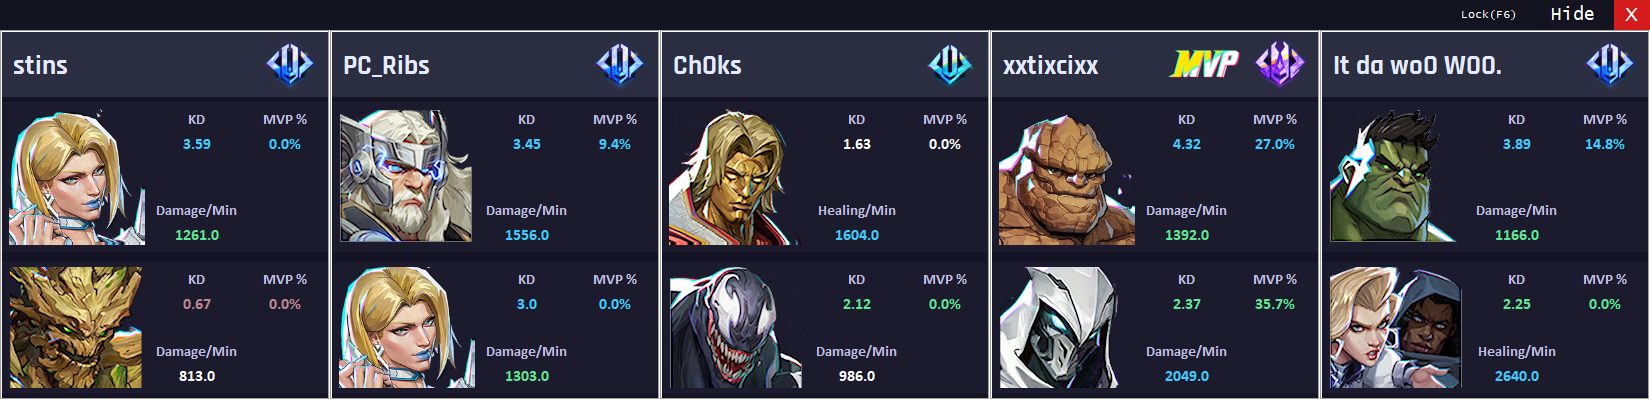 Lock(F6) Hide X
stins
KD MVP %
3.59 0.0%
Damage/Min
1261.0
KD MVP %
0.67 0.0%
Damage/Min
813.0
PC_Ribs
KD MVP %
3.45 9.4%
Damage/Min
1556.0
KD MVP %
3.0 0.0%
Damage/Min
1303.0
Ch0ks
KD MVP %
1.63 0.0%
Healing/Min
1604.0
KD MVP %
2.12 0.0%
Damage/Min
986.0
xxtixcixx MVP
KD MVP %
4.32 27.0%
Damage/Min
1392.0
KD MVP %
2.37 35.7%
Damage/Min
2049.0
It da wo0 W00.
KD MVP %
3.89 14.8%
Damage/Min
1166.0
KD MVP %
2.25 0.0%
Healing/Min
2640.0